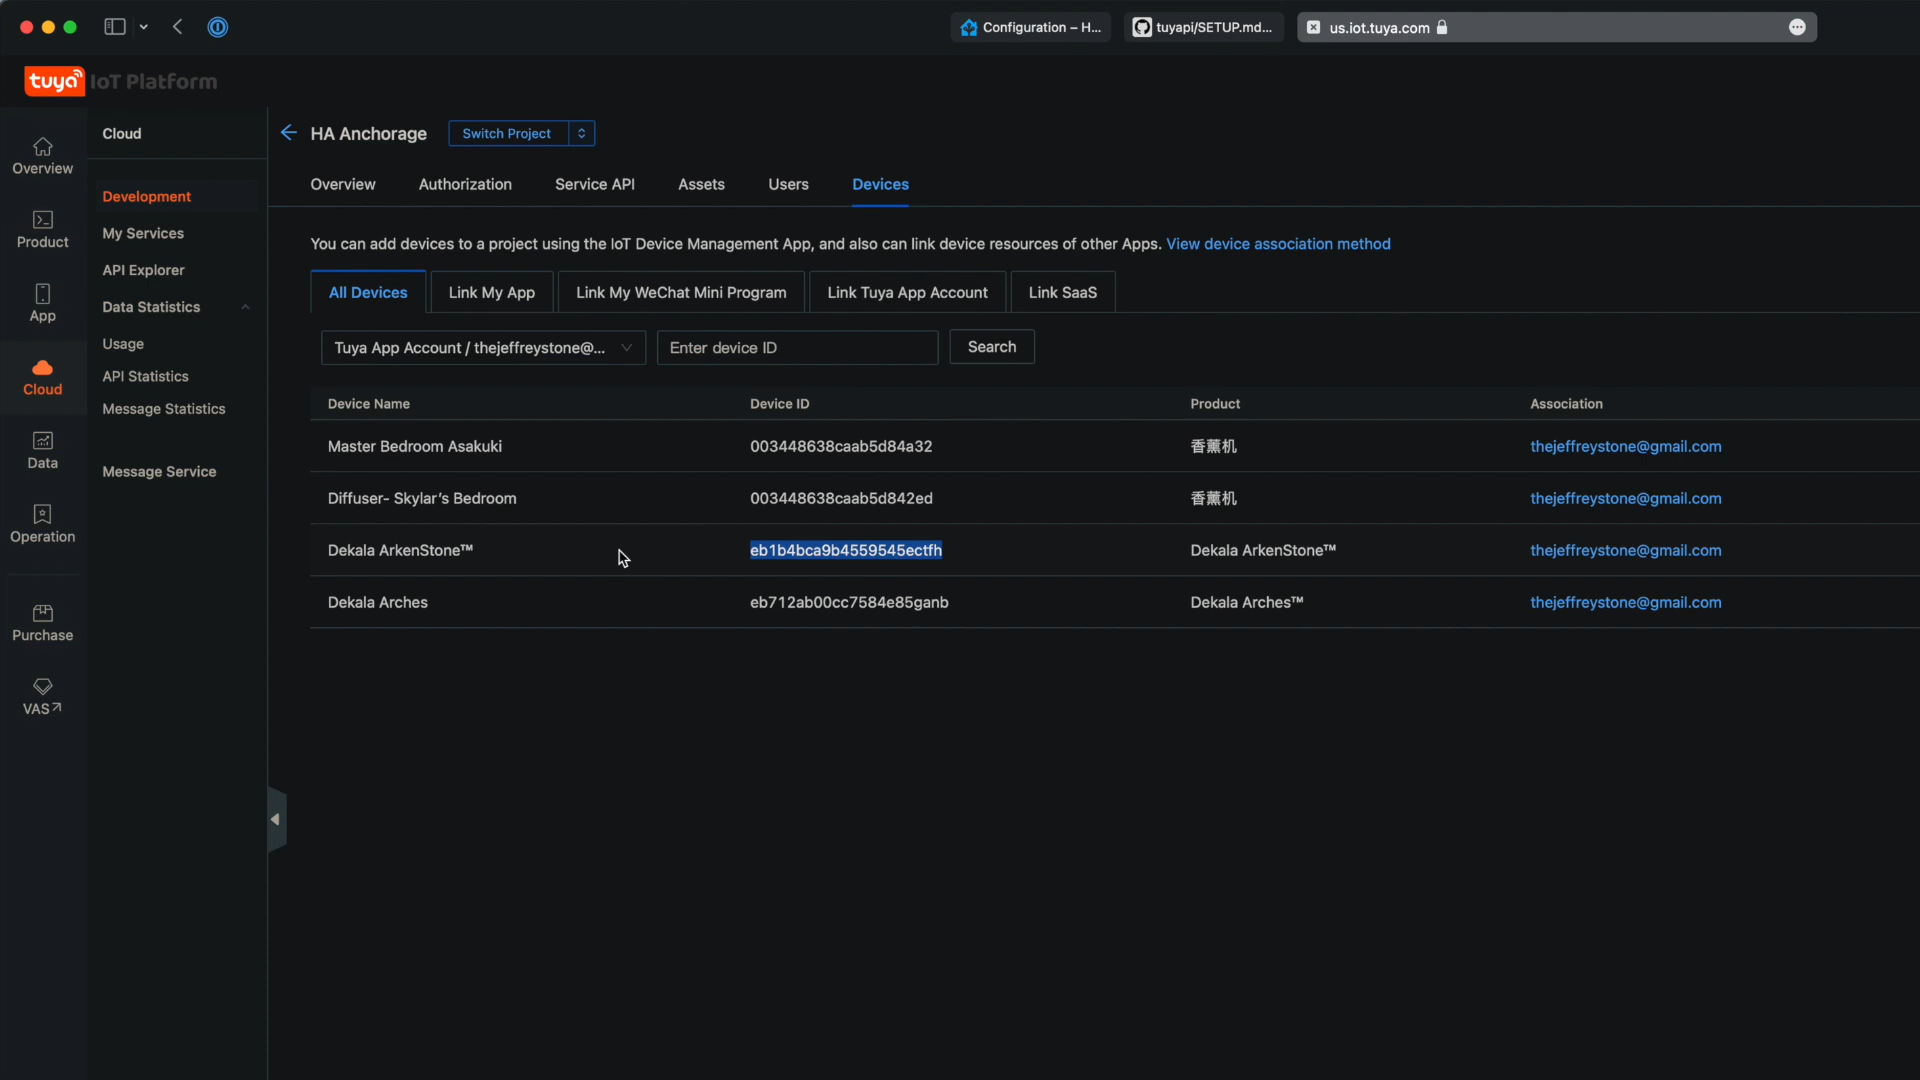 Configuration – H...
tuyapi/SETUP.md...
us.iot.tuya.com
tuya IoT Platform
Overview
Product
App
Cloud
Data
Operation
Purchase
VAS
Cloud
Development
My Services
API Explorer
Data Statistics
Usage
API Statistics
Message Statistics
Message Service
HA Anchorage
Switch Project
Overview Authorization Service API Assets Users Devices
You can add devices to a project using the IoT Device Management App, and also can link device resources of other Apps. View device association method
All Devices Link My App Link My WeChat Mini Program Link Tuya App Account Link SaaS
Tuya App Account / thejeffreystone@... Enter device ID Search
Device Name Device ID Product Association
Master Bedroom Asakuki 003448638caab5d84a32 香薰机 thejeffreystone@gmail.com
Diffuser- Skylar's Bedroom 003448638caab5d842ed 香薰机 thejeffreystone@gmail.com
Dekala ArkenStone™ eb1b4bca9b4559545ectfh Dekala ArkenStone™ thejeffreystone@gmail.com
Dekala Arches eb712ab00cc7584e85ganb Dekala Arches™ thejeffreystone@gmail.com